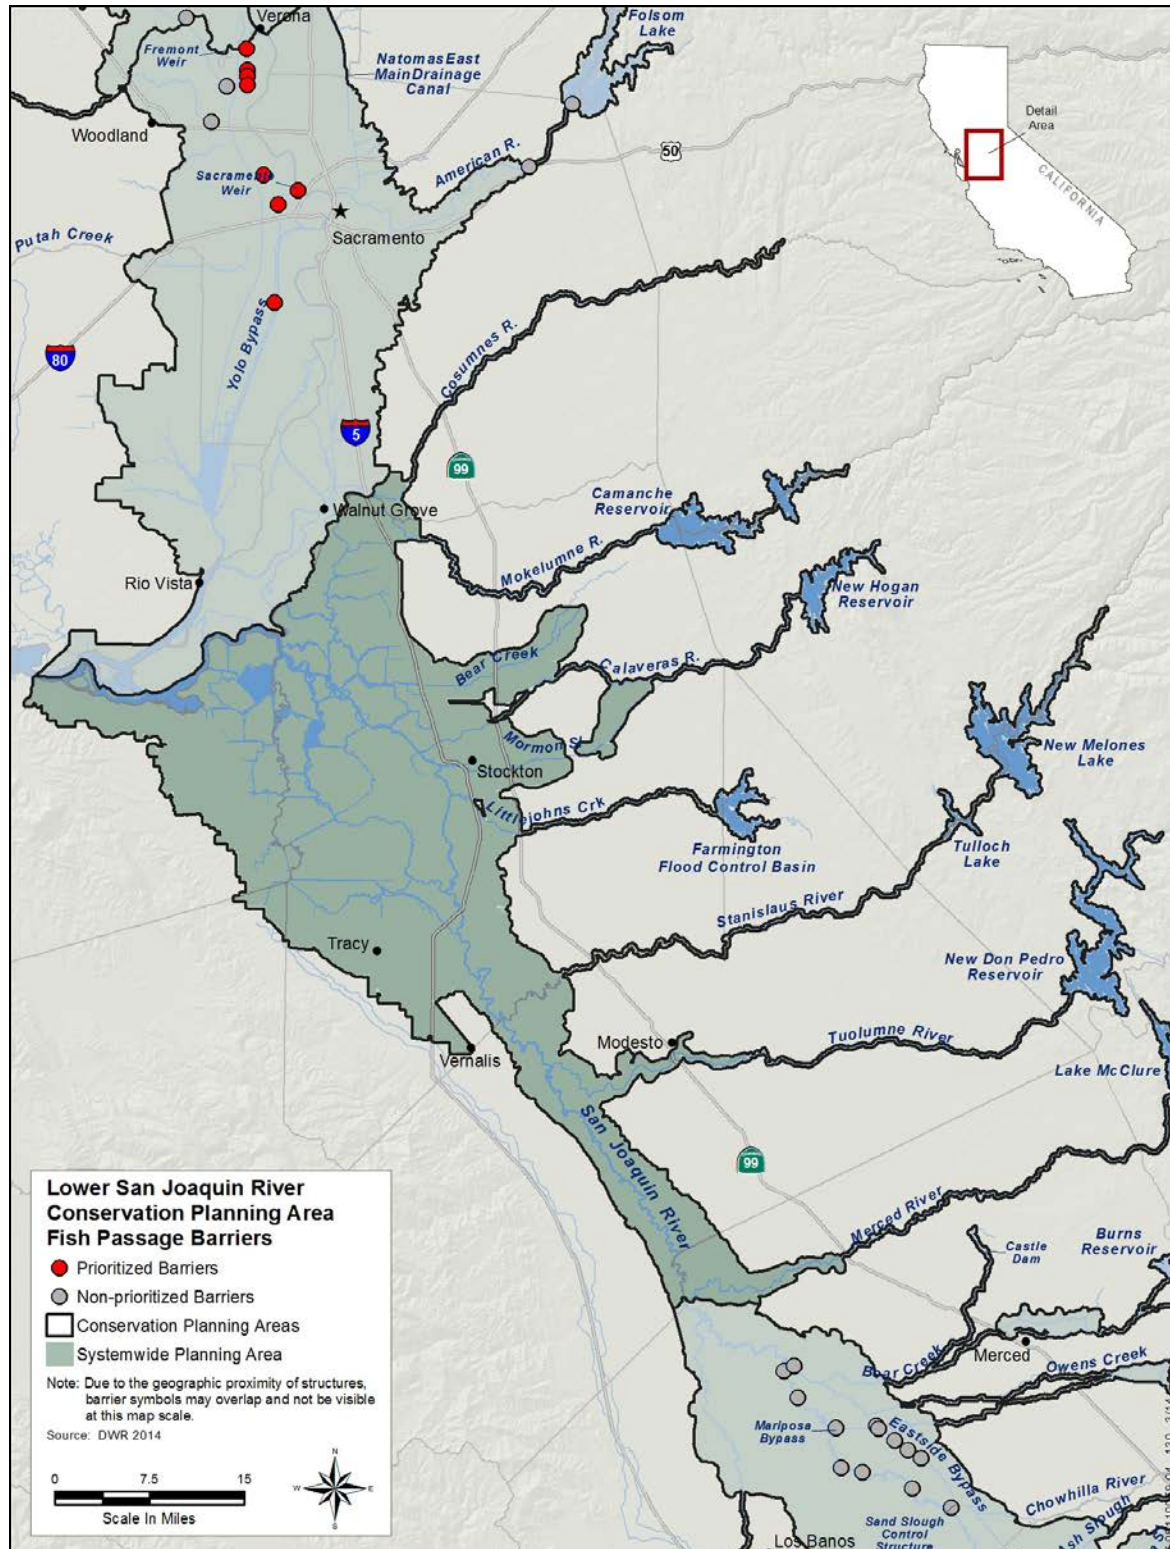 Verona
Folsom
Lake
Fremont
Weir
Natomas East
Main Drainage
Canal
Detail
Area
Woodland
American R.
50
CALIFORNIA
Sacramento
Weir
Sacramento
Putah Creek
Yolo Bypass
80
Cosumnes R.
5
99
Camanche
Reservoir
Walnut Grove
Mokelumne R.
Rio Vista
New Hogan
Reservoir
Bear Creek
Calaveras R.
Mormon Sl.
New Melones
Lake
Stockton
Littlejohns Crk
Farmington
Flood Control Basin
Tulloch
Lake
Stanislaus River
Tracy
New Don Pedro
Reservoir
Modesto
Tuolumne River
Vernalis
Lake McClure
San Joaquin River
99
Merced River
Castle
Dam
Burns
Reservoir
Merced
Bear Creek
Owens Creek
Mariposa
Bypass
Eastside Bypass
Chowhilla River
Ash Slough
Sand Slough
Control
Structure
Los Banos
Lower San Joaquin River
Conservation Planning Area
Fish Passage Barriers
Prioritized Barriers
Non-prioritized Barriers
Conservation Planning Areas
Systemwide Planning Area
Note: Due to the geographic proximity of structures,
barrier symbols may overlap and not be visible
at this map scale.
Source: DWR 2014
N
W
E
S
0 7.5 15
Scale In Miles